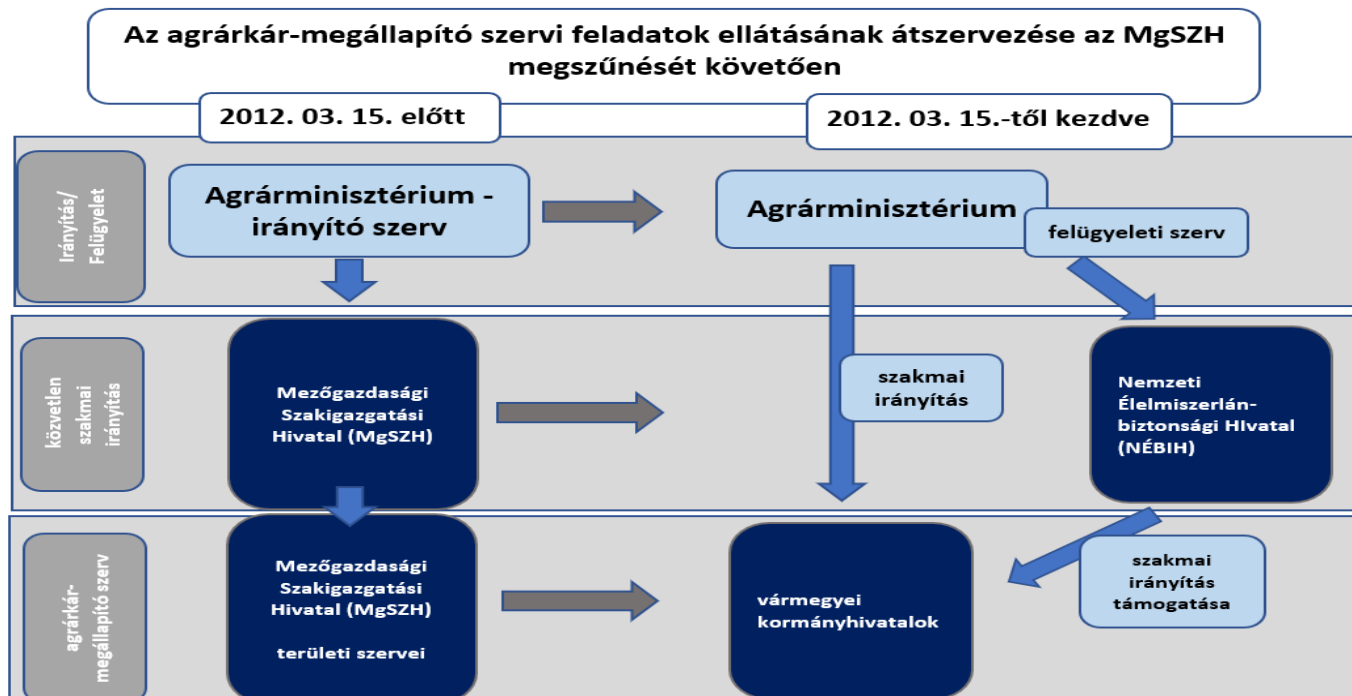 Az agrárkár-megállapító szervi feladatok ellátásának átszervezése az MgSZH
megszűnését követően
2012. 03. 15. előtt
2012. 03. 15.-től kezdve
Irányítás/
Felügyelet
Agrárminisztérium -
irányító szerv
Agrárminisztérium
felügyeleti szerv
közvetlen
szakmai
irányítás
Mezőgazdasági
Szakigazgatási
Hivatal (MgSZH)
szakmai
irányítás
Nemzeti
Élelmiszerlán-
biztonsági HIvatal
(NÉBIH)
agrárkár-
megállapító szerv
Mezőgazdasági
Szakigazgatási
Hivatal (MgSZH)
területi szervei
vármegyei
kormányhivatalok
szakmai
irányítás
támogatása